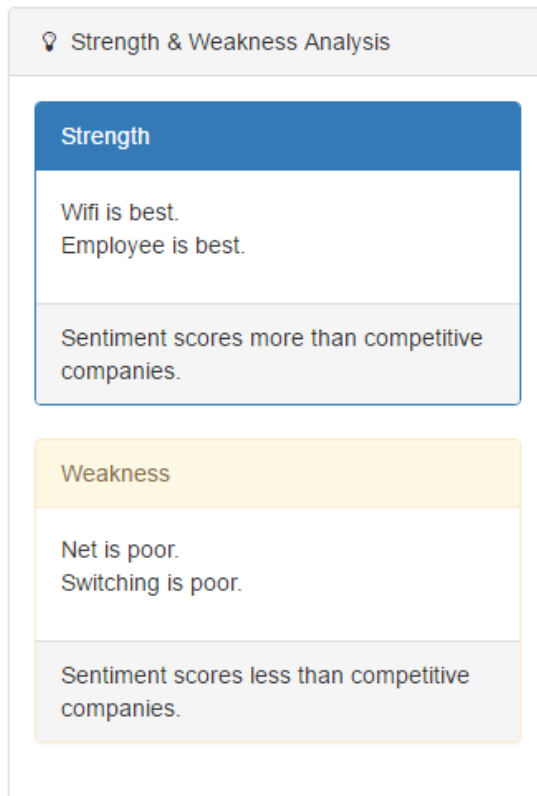 Strength & Weakness Analysis
Strength
Wifi is best.
Employee is best.
Sentiment scores more than competitive
companies.
Weakness
Net is poor.
Switching is poor.
Sentiment scores less than competitive
companies.